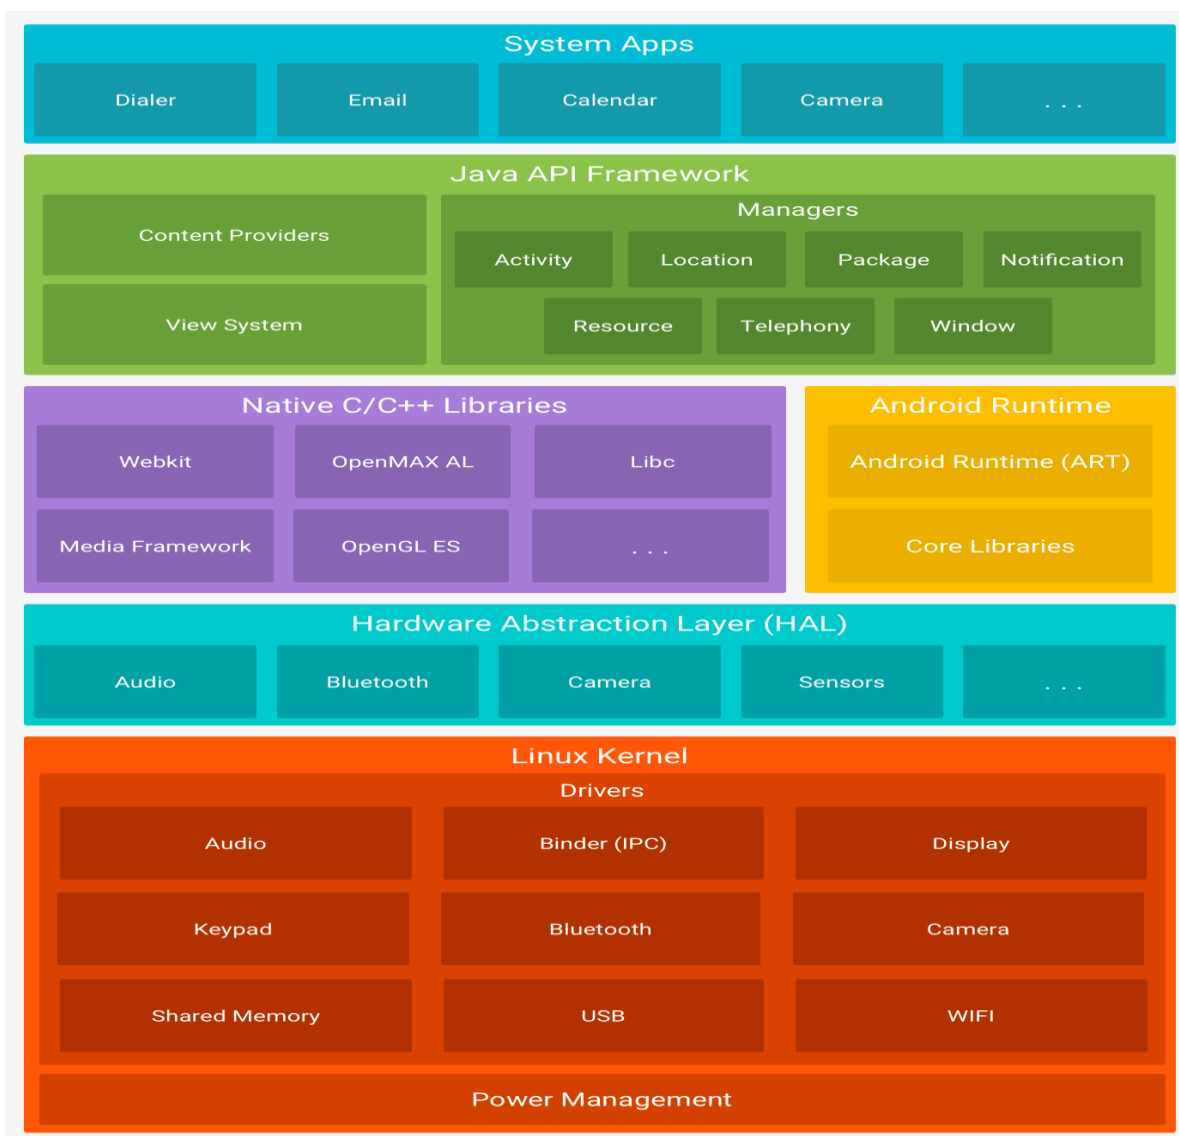 System Apps
Dialer Email Calendar Camera . . .
Java API Framework
Content Providers
View System
Managers
Activity Location Package Notification
Resource Telephony Window
Native C/C++ Libraries
Webkit OpenMAX AL Libc
Media Framework OpenGL ES . . .
Android Runtime
Android Runtime (ART)
Core Libraries
Hardware Abstraction Layer (HAL)
Audio Bluetooth Camera Sensors . . .
Linux Kernel
Drivers
Audio Binder (IPC) Display
Keypad Bluetooth Camera
Shared Memory USB WIFI
Power Management